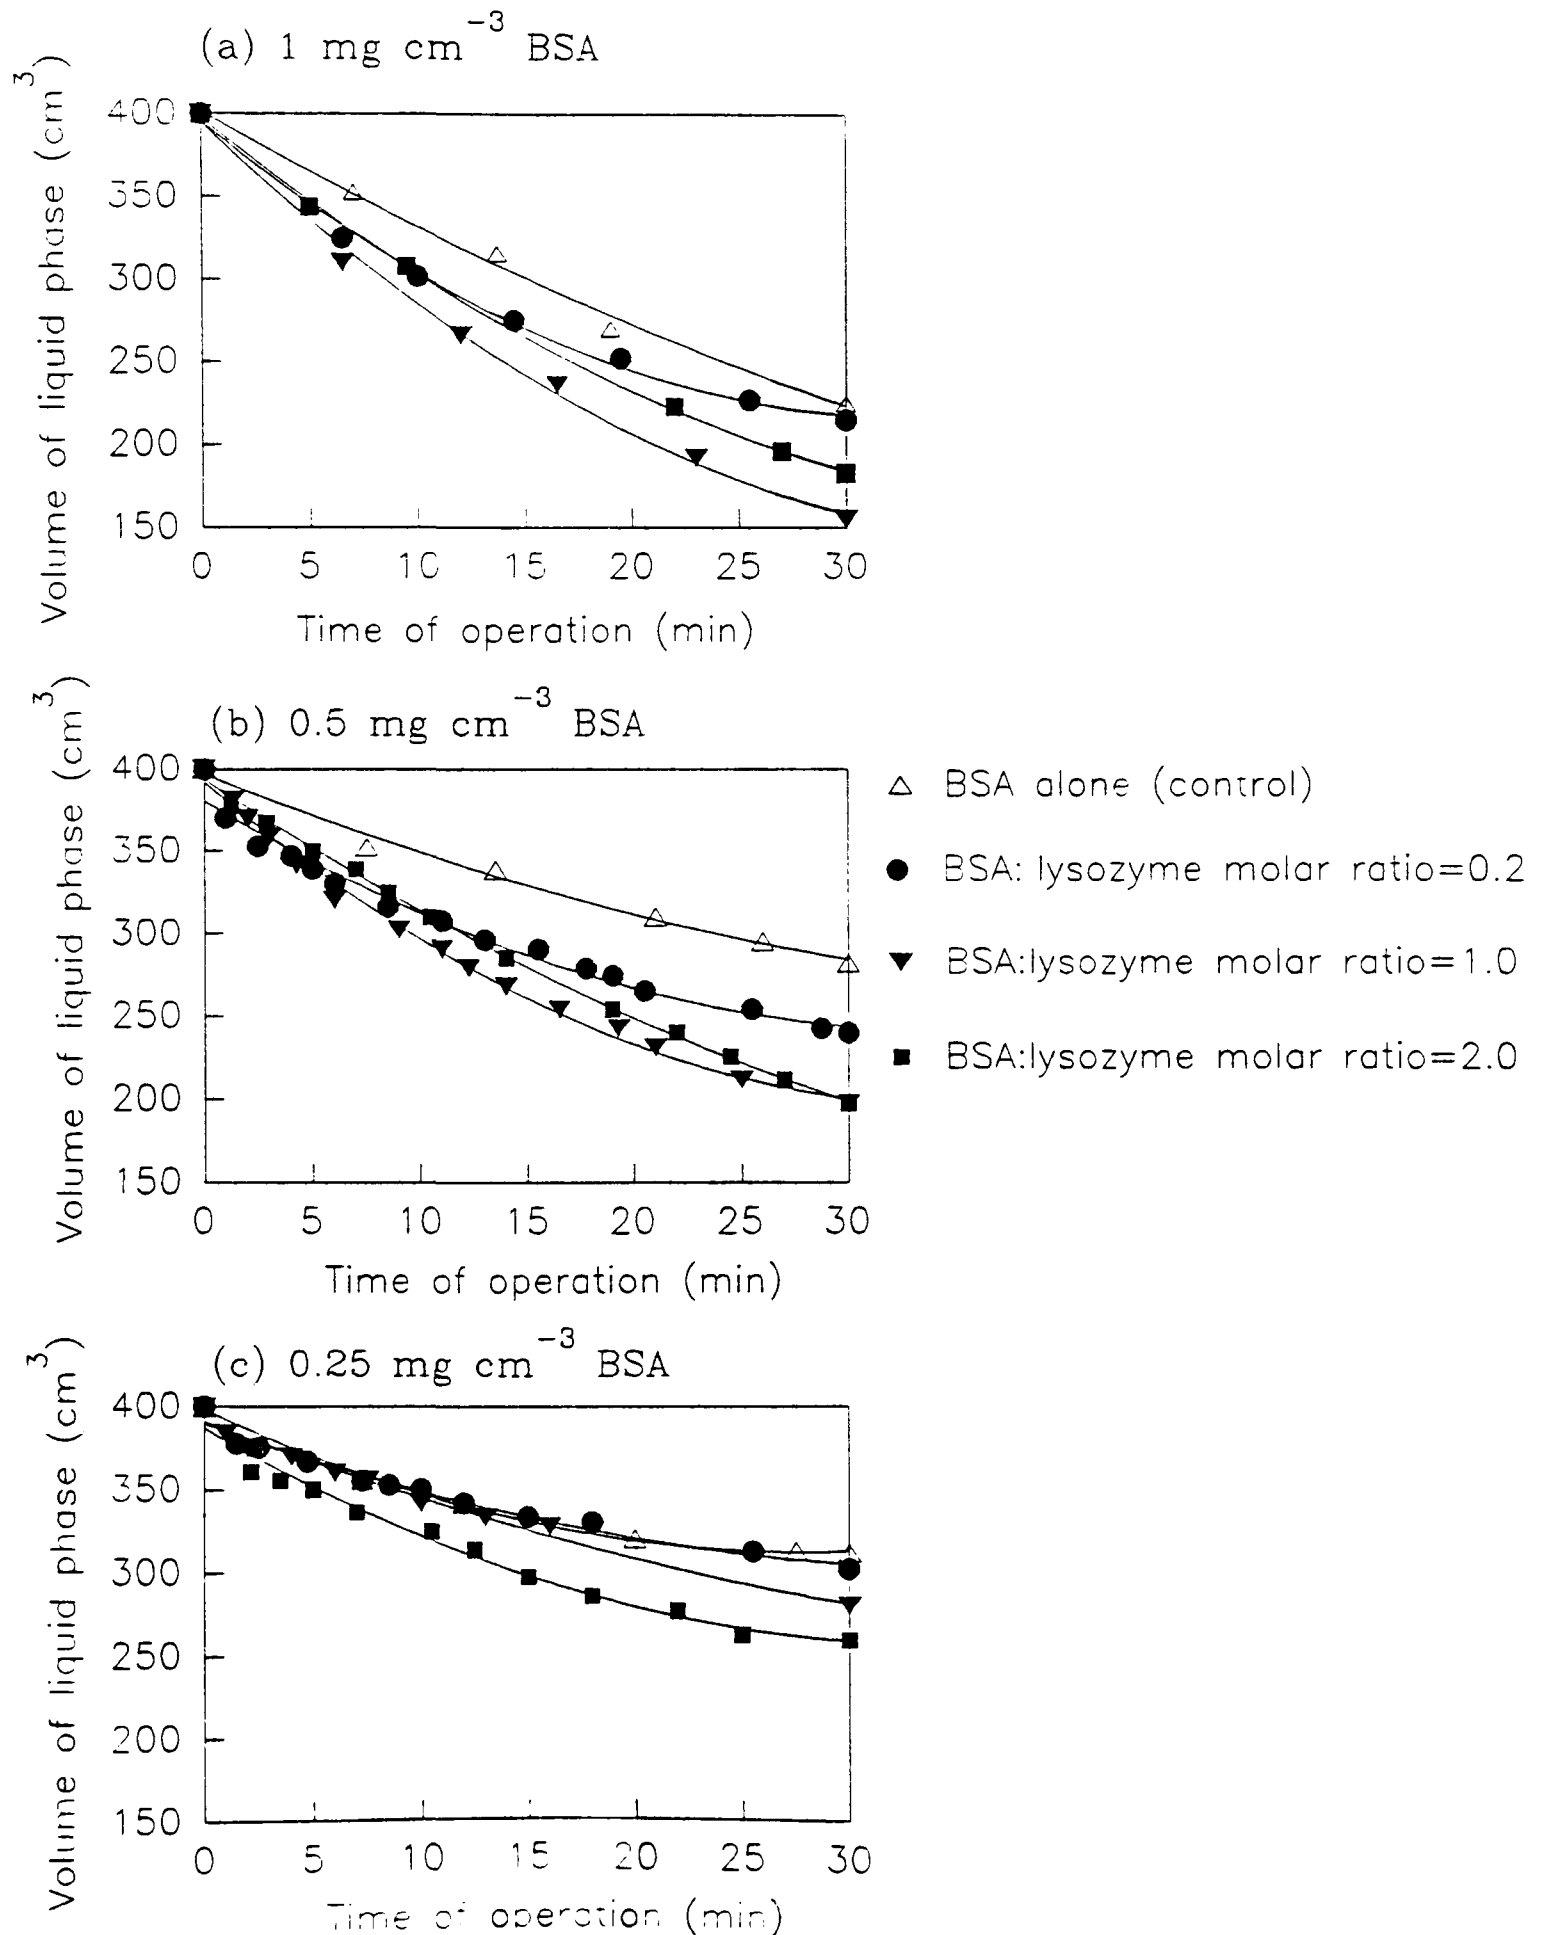 (a) 1 mg cm⁻³ BSA
Volume of liquid phase (cm³)
400
350
300
250
200
150
0 5 10 15 20 25 30
Time of operation (min)
(b) 0.5 mg cm⁻³ BSA
Volume of liquid phase (cm³)
400
350
300
250
200
150
0 5 10 15 20 25 30
Time of operation (min)
BSA alone (control)
BSA: lysozyme molar ratio=0.2
BSA:lysozyme molar ratio=1.0
BSA:lysozyme molar ratio=2.0
(c) 0.25 mg cm⁻³ BSA
Volume of liquid phase (cm³)
400
350
300
250
200
150
0 5 10 15 20 25 30
Time of operation (min)